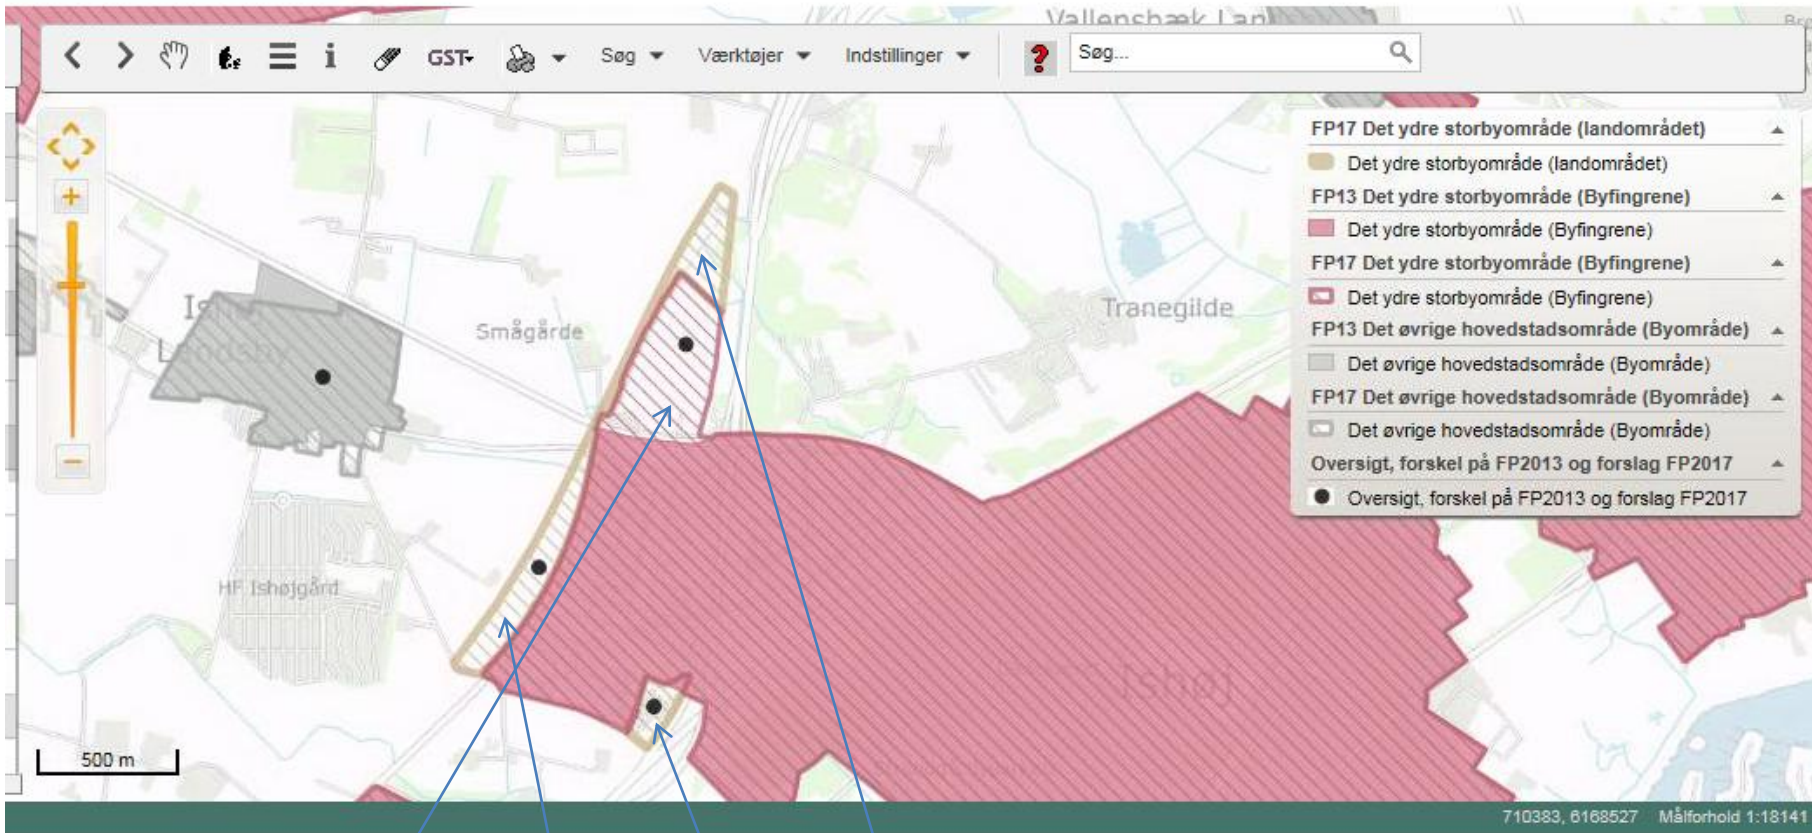 Vallensbæk Lan
GST
Søg
Værktøjer
Indstillinger
?
Søg...
FP17 Det ydre storbyområde (landområdet)
Det ydre storbyområde (landområdet)
FP13 Det ydre storbyområde (Byfingrene)
Det ydre storbyområde (Byfingrene)
FP17 Det ydre storbyområde (Byfingrene)
Det ydre storbyområde (Byfingrene)
FP13 Det øvrige hovedstadsområde (Byområde)
Det øvrige hovedstadsområde (Byområde)
FP17 Det øvrige hovedstadsområde (Byområde)
Det øvrige hovedstadsområde (Byområde)
Oversigt, forskel på FP2013 og forslag FP2017
Oversigt, forskel på FP2013 og forslag FP2017
Smågårde
Tranegilde
HF Ishøjgård
500 m
710383, 6168527 Målforhold 1:18141